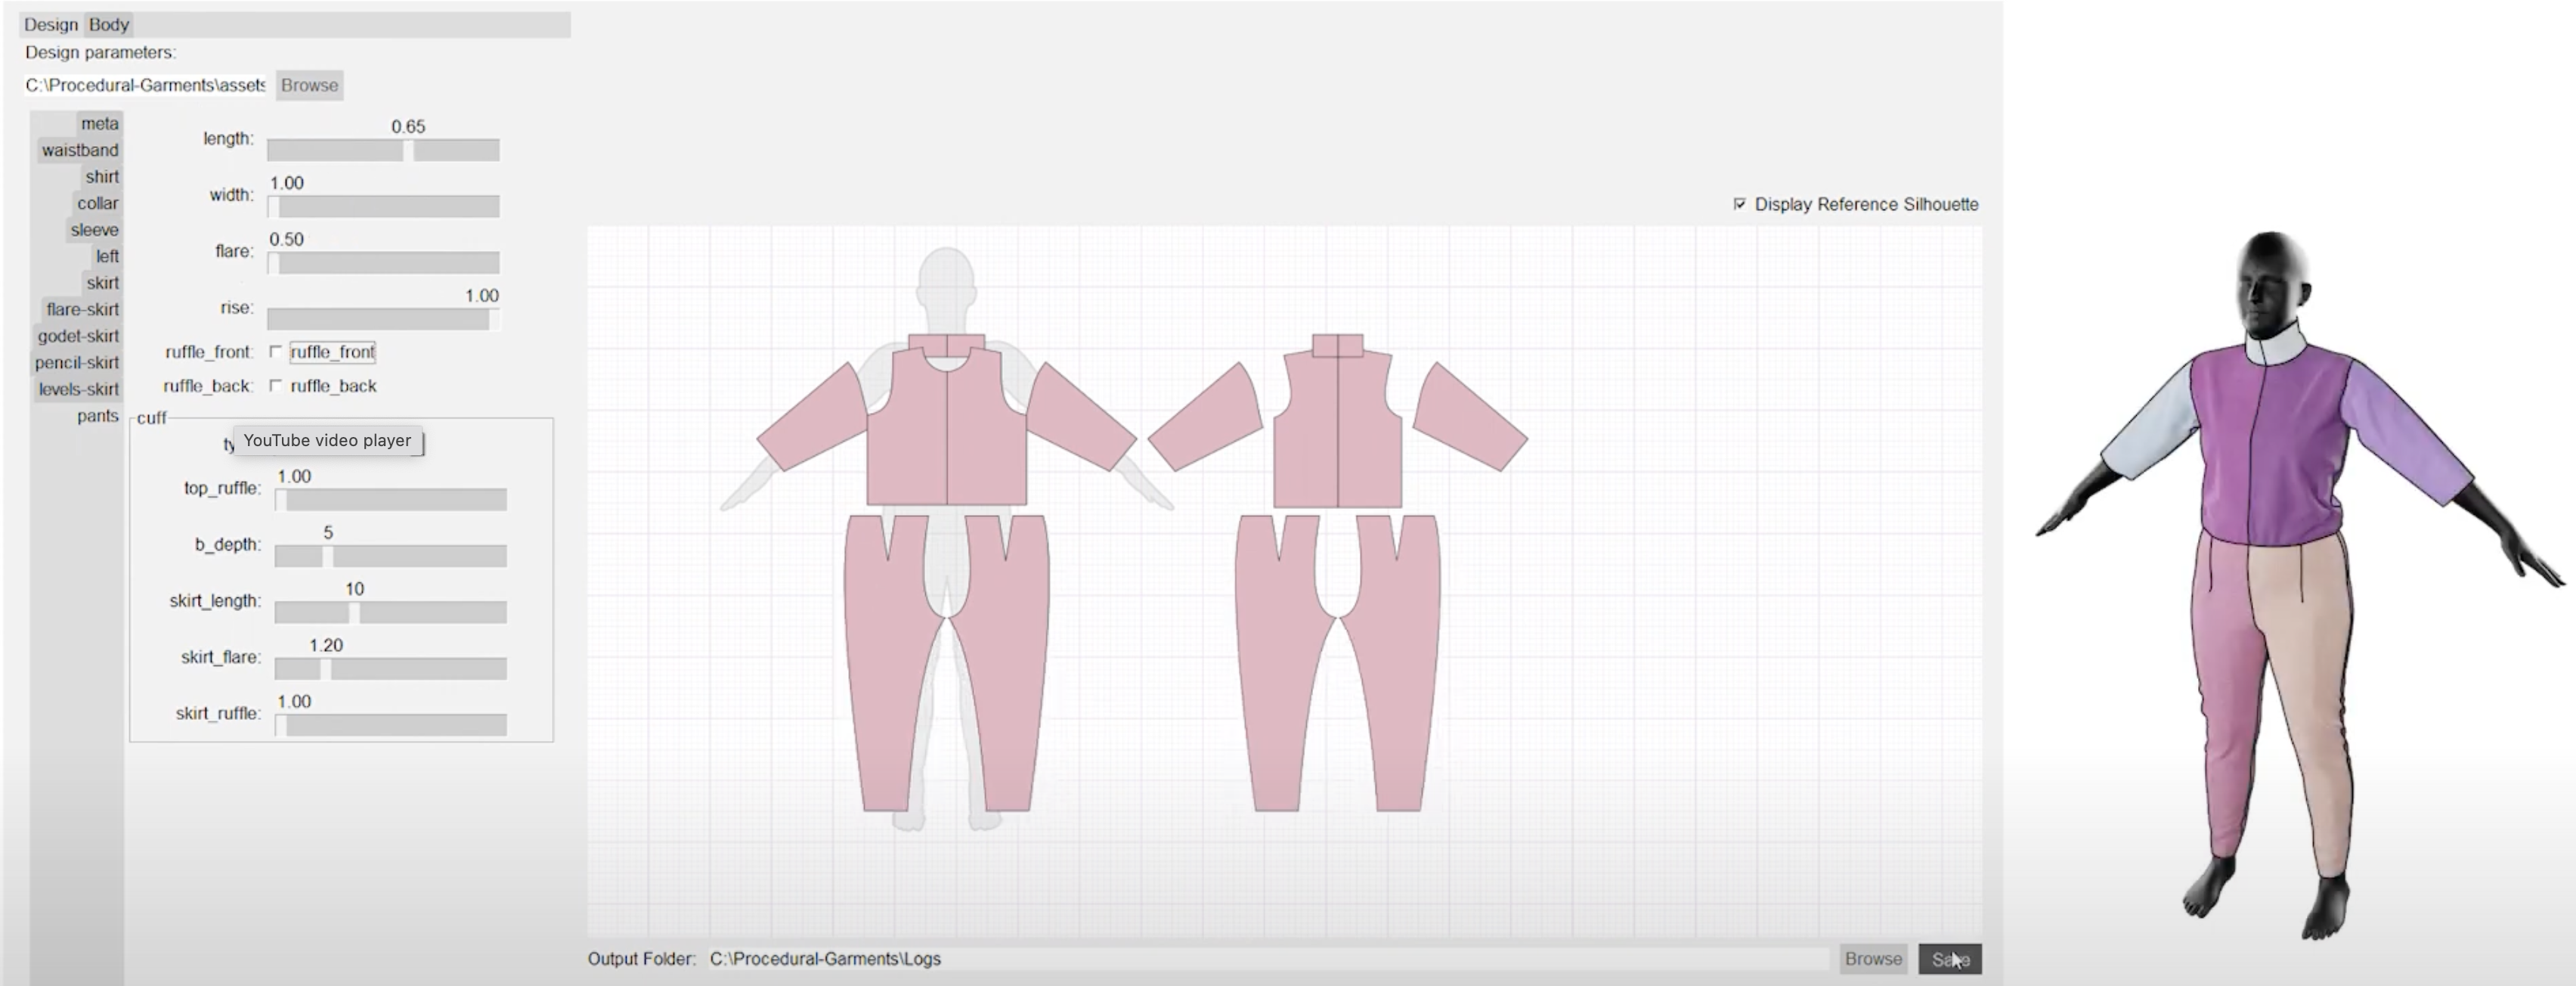 Design Body
Design parameters:
C:\Procedural-Garments\assets Browse
meta
waistband
shirt
collar
sleeve
left
skirt
flare-skirt
godet-skirt
pencil-skirt
levels-skirt
pants
0.65
length:
1.00
width:
0.50
flare:
1.00
rise:
ruffle_front: ruffle_front
ruffle_back: ruffle_back
cuff
YouTube video player
1.00
top_ruffle:
5
b_depth:
10
skirt_length:
1.20
skirt_flare:
1.00
skirt_ruffle:
Display Reference Silhouette
Output Folder: C:\Procedural-Garments\Logs Browse Save